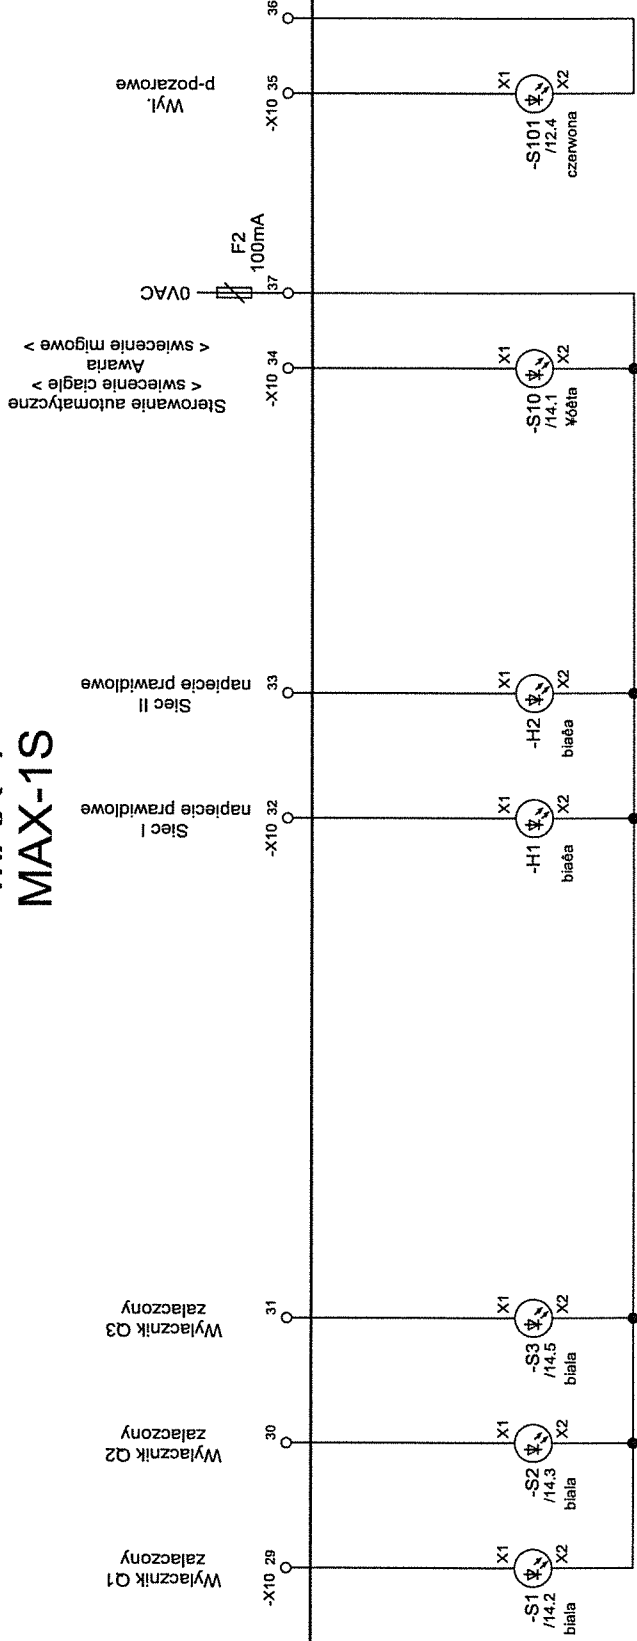 MAX-1S
Wylacznik Q1
zalaczony
Wylacznik Q2
zalaczony
Wylacznik Q3
zalaczony
Siec I
napiecie prawidlowe
Siec II
napiecie prawidlowe
Sterowanie automatyczne
< swiecenie ciagle >
Awaria
< swiecenie migowe >
0VAC
F2
100mA
Wyl.
p-pozarowe
-X10 29
30
31
-X10 32
33
-X10 34
37
-X10 35
36
X1
X1
X1
X1
X1
X1
X1
X2
X2
X2
X2
X2
X2
X2
-S1
/14.2
biala
-S2
/14.3
biala
-S3
/14.5
biala
-H1
biaêa
-H2
biaêa
-S10
/14.1
¥óêta
-S101
/12.4
czerwona